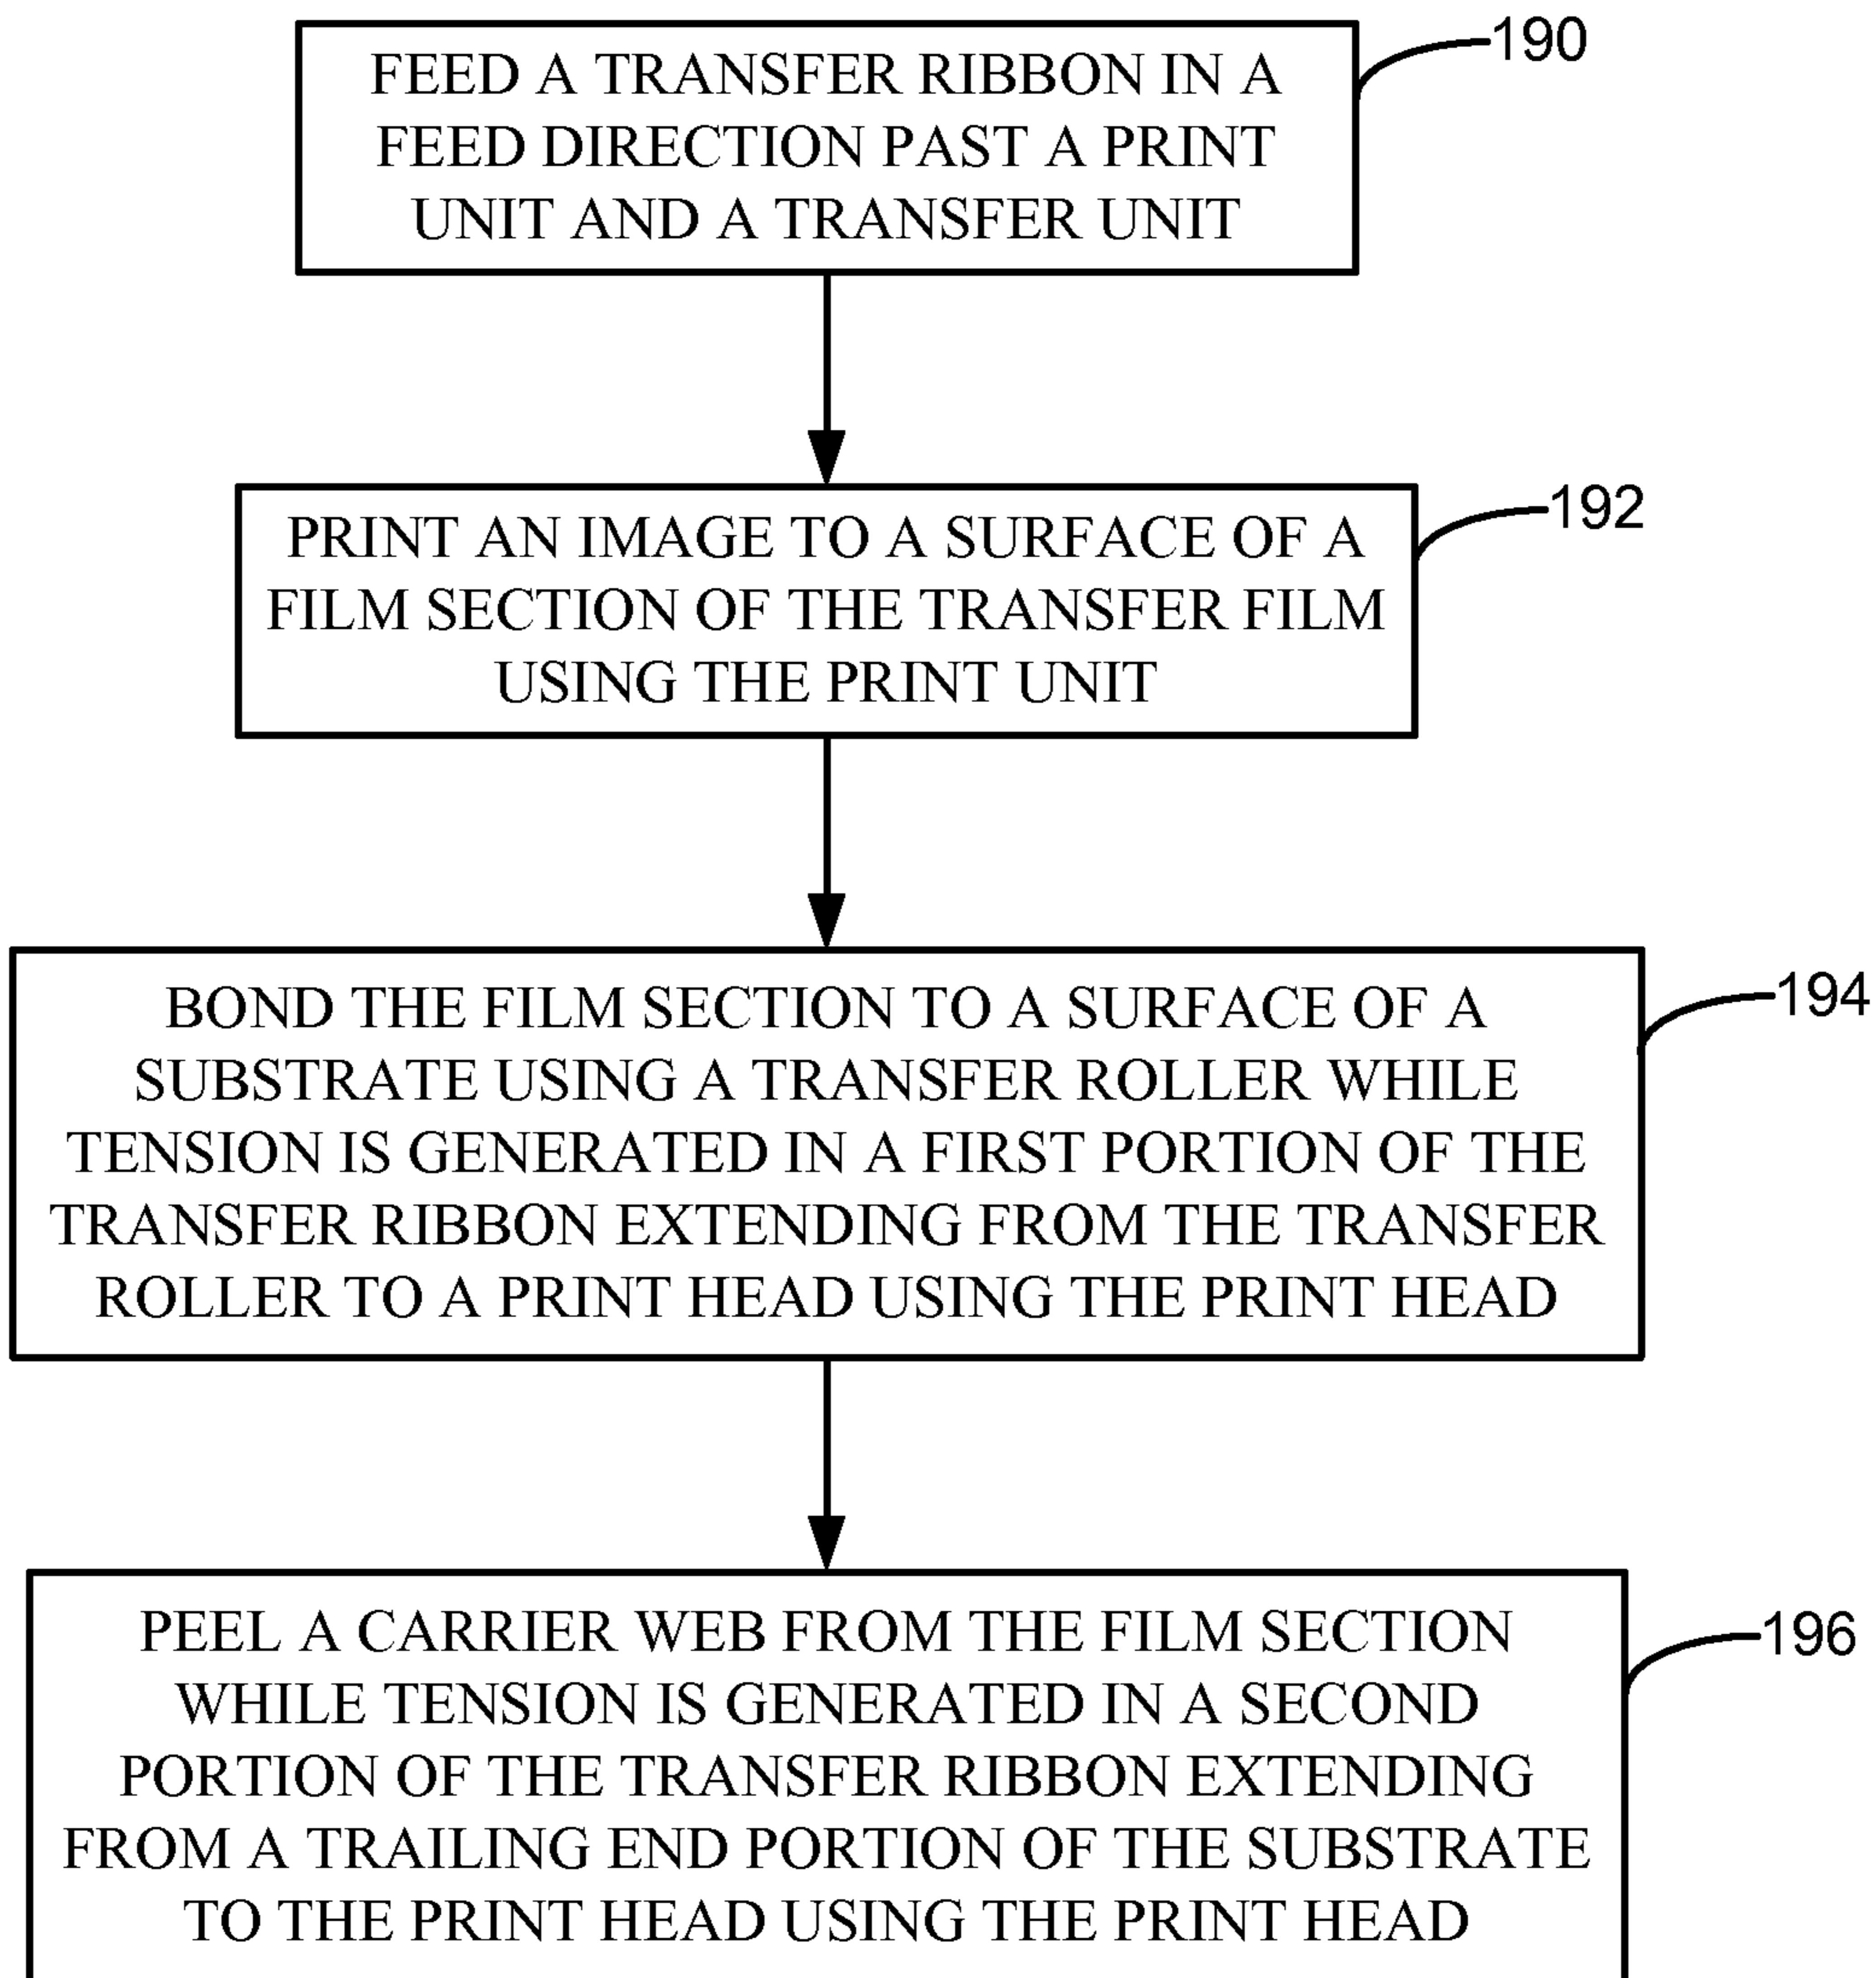 FEED A TRANSFER RIBBON IN A
FEED DIRECTION PAST A PRINT
UNIT AND A TRANSFER UNIT
190
PRINT AN IMAGE TO A SURFACE OF A
FILM SECTION OF THE TRANSFER FILM
USING THE PRINT UNIT
192
BOND THE FILM SECTION TO A SURFACE OF A
SUBSTRATE USING A TRANSFER ROLLER WHILE
TENSION IS GENERATED IN A FIRST PORTION OF THE
TRANSFER RIBBON EXTENDING FROM THE TRANSFER
ROLLER TO A PRINT HEAD USING THE PRINT HEAD
194
PEEL A CARRIER WEB FROM THE FILM SECTION
WHILE TENSION IS GENERATED IN A SECOND
PORTION OF THE TRANSFER RIBBON EXTENDING
FROM A TRAILING END PORTION OF THE SUBSTRATE
TO THE PRINT HEAD USING THE PRINT HEAD
196